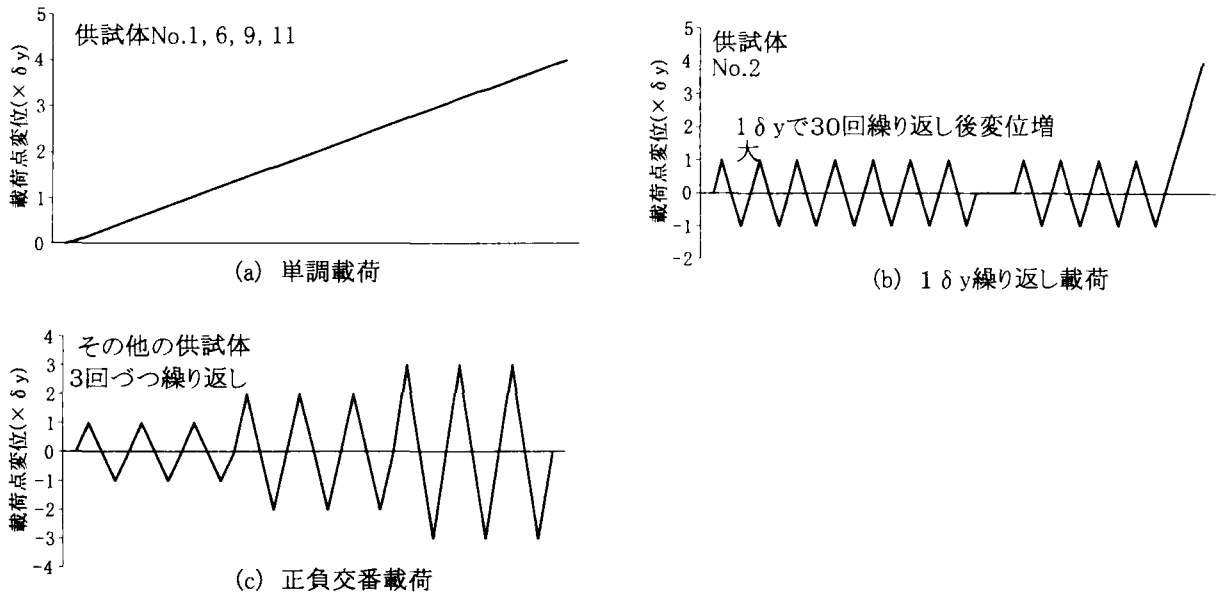 供試体No.1, 6, 9, 11
載荷点変位(× δy)
5
4
3
2
1
0
(a) 単調載荷
供試体
No.2
1δyで30回繰り返し後変位増
大
載荷点変位(× δy)
5
4
3
2
1
0
-1
-2
(b) 1δy繰り返し載荷
その他の供試体
3回づつ繰り返し
載荷点変位(× δy)
4
3
2
1
0
-1
-2
-3
-4
(c) 正負交番載荷